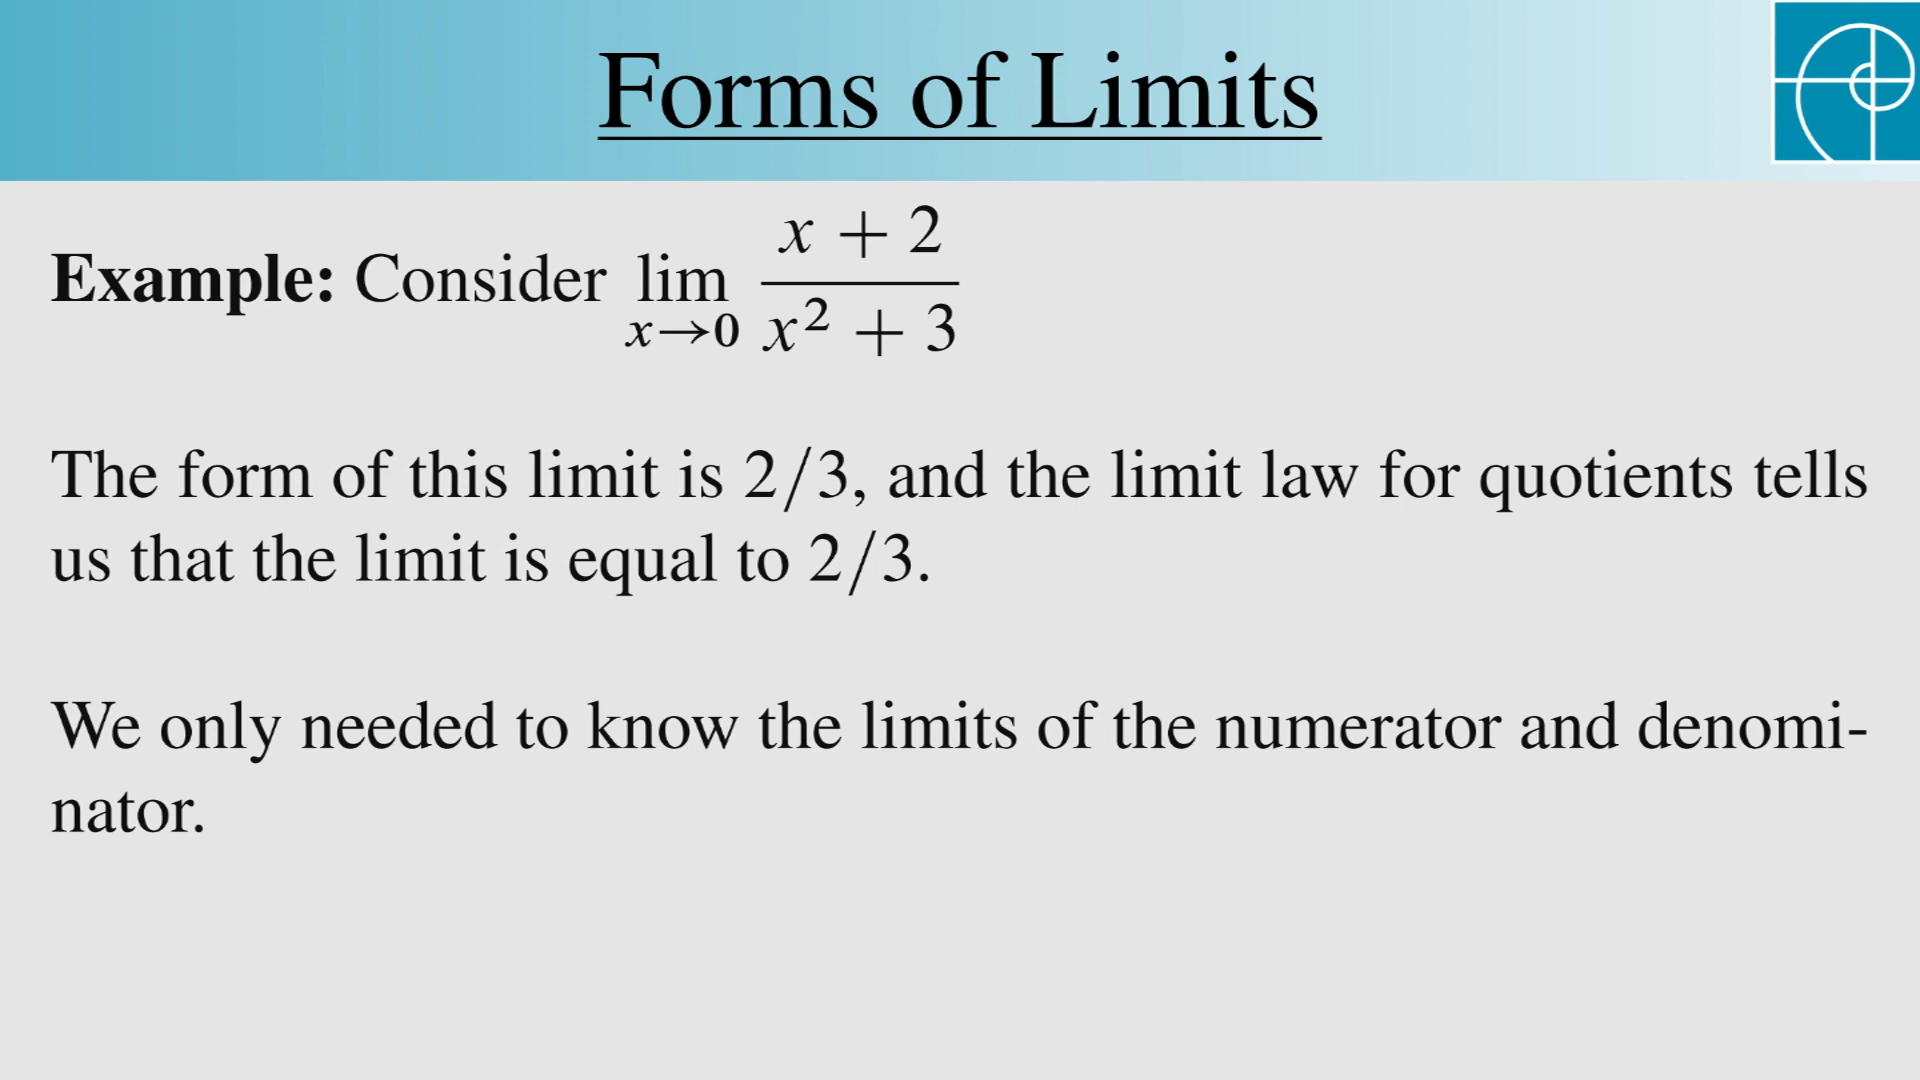 Forms of Limits
Example: Consider $\lim_{x \to 0} \frac{x + 2}{x^2 + 3}$
The form of this limit is 2/3, and the limit law for quotients tells
us that the limit is equal to 2/3.
We only needed to know the limits of the numerator and denomi-
nator.